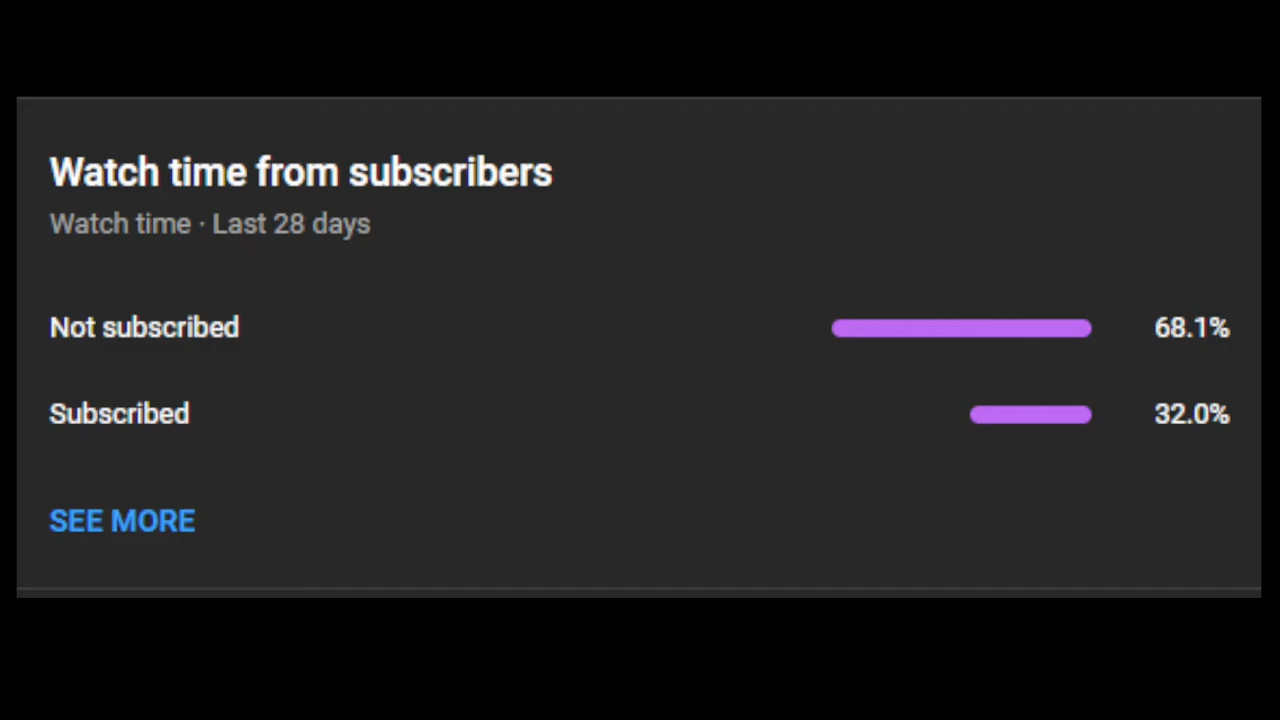 Watch time from subscribers
Watch time · Last 28 days
Not subscribed 68.1%
Subscribed 32.0%
SEE MORE